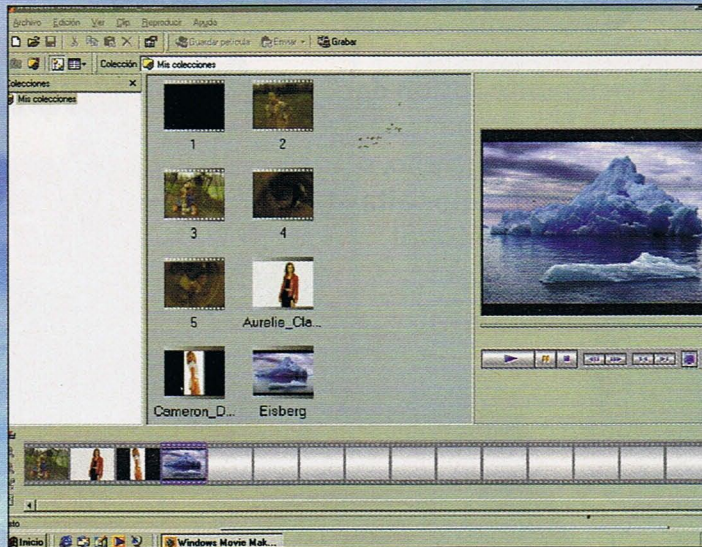 Archivo Edición Ver Clip Reproducir Ayuda
Guardar película Enviar Grabar
Colección Mis colecciones
Colecciones X
Mis colecciones
1 2
3 4
5 Aurelie_Cla...
Cameron_D... Eisberg
Inicio Windows Movie Mak...